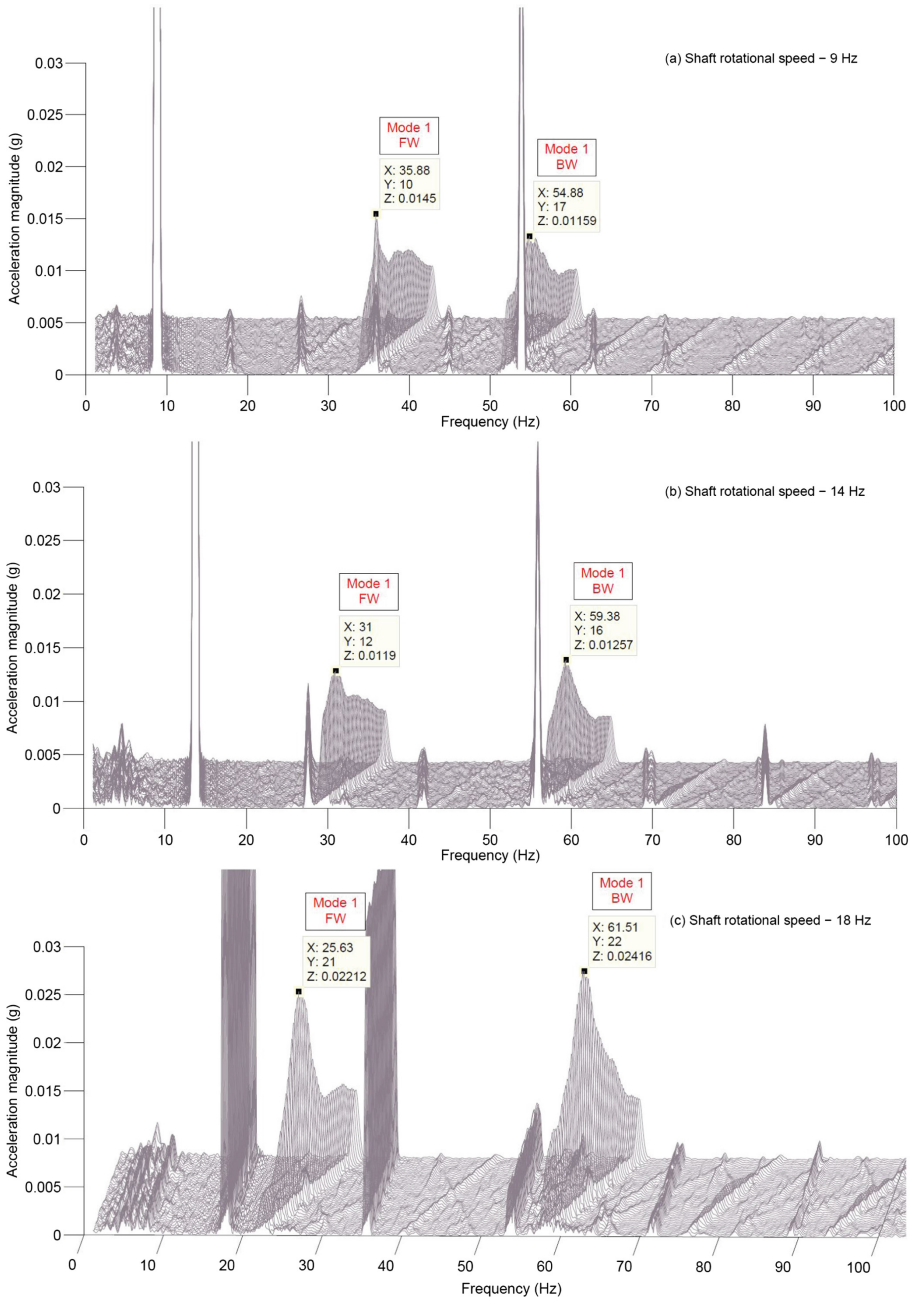 (a) Shaft rotational speed − 9 Hz
Acceleration magnitude (g)
0.03
0.025
0.02
0.015
0.01
0.005
0
Mode 1
FW
X: 35.88
Y: 10
Z: 0.0145
Mode 1
BW
X: 54.88
Y: 17
Z: 0.01159
0 10 20 30 40 50 60 70 80 90 100
Frequency (Hz)
(b) Shaft rotational speed − 14 Hz
Acceleration magnitude (g)
0.03
0.025
0.02
0.015
0.01
0.005
0
Mode 1
FW
X: 31
Y: 12
Z: 0.0119
Mode 1
BW
X: 59.38
Y: 16
Z: 0.01257
0 10 20 30 40 50 60 70 80 90 100
Frequency (Hz)
(c) Shaft rotational speed − 18 Hz
Acceleration magnitude (g)
0.03
0.025
0.02
0.015
0.01
0.005
0
Mode 1
FW
X: 25.63
Y: 21
Z: 0.02212
Mode 1
BW
X: 61.51
Y: 22
Z: 0.02416
0 10 20 30 40 50 60 70 80 90 100
Frequency (Hz)